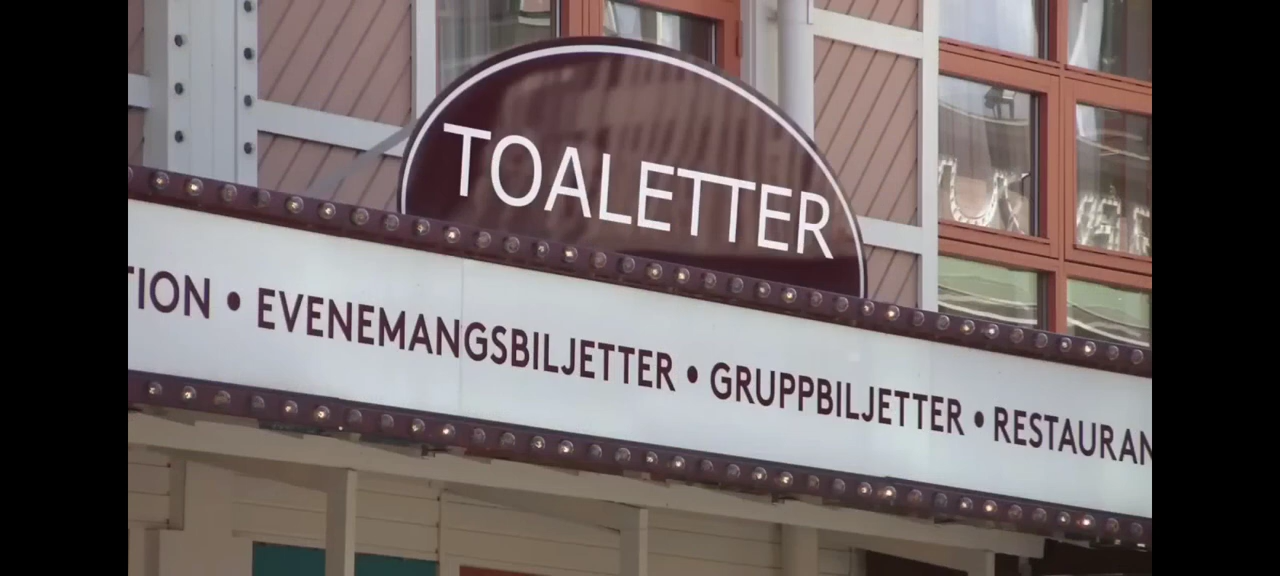 TOALETTER
TION • EVENEMANGSBILJETTER • GRUPPBILJETTER • RESTAURAN